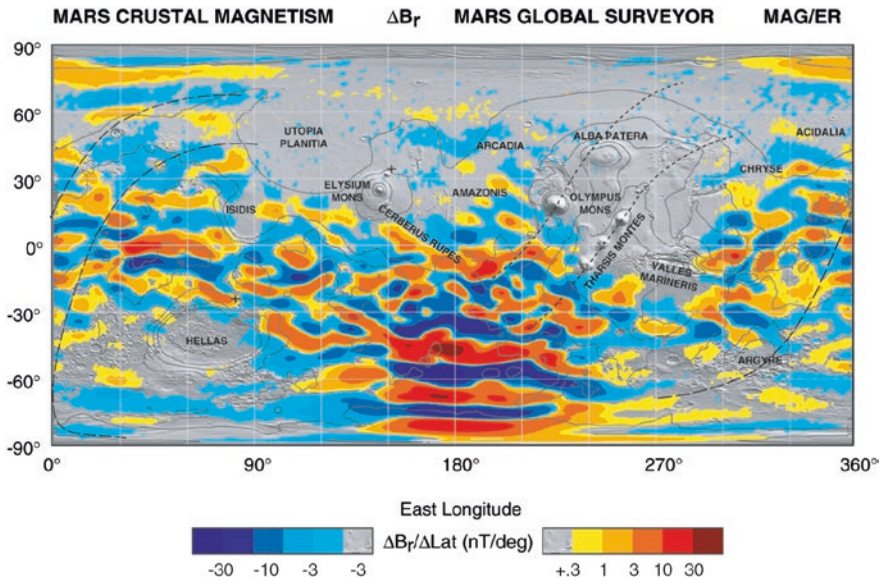 MARS CRUSTAL MAGNETISM ΔBr MARS GLOBAL SURVEYOR MAG/ER
90°
60°
30°
0°
-30°
-60°
-90°
UTOPIA
PLANITIA
ARCADIA
ALBA PATERA
ACIDALIA
CHRYSE
ELYSIUM
MONS
AMAZONIS
OLYMPUS
MONS
ISIDIS
CERBERUS RUPES
THARSIS MONTES
VALLES
MARINERIS
HELLAS
ARGYRE
0° 90° 180° 270° 360°
East Longitude
ΔBr/ΔLat (nT/deg)
-30 -10 -3 -3 +.3 1 3 10 30